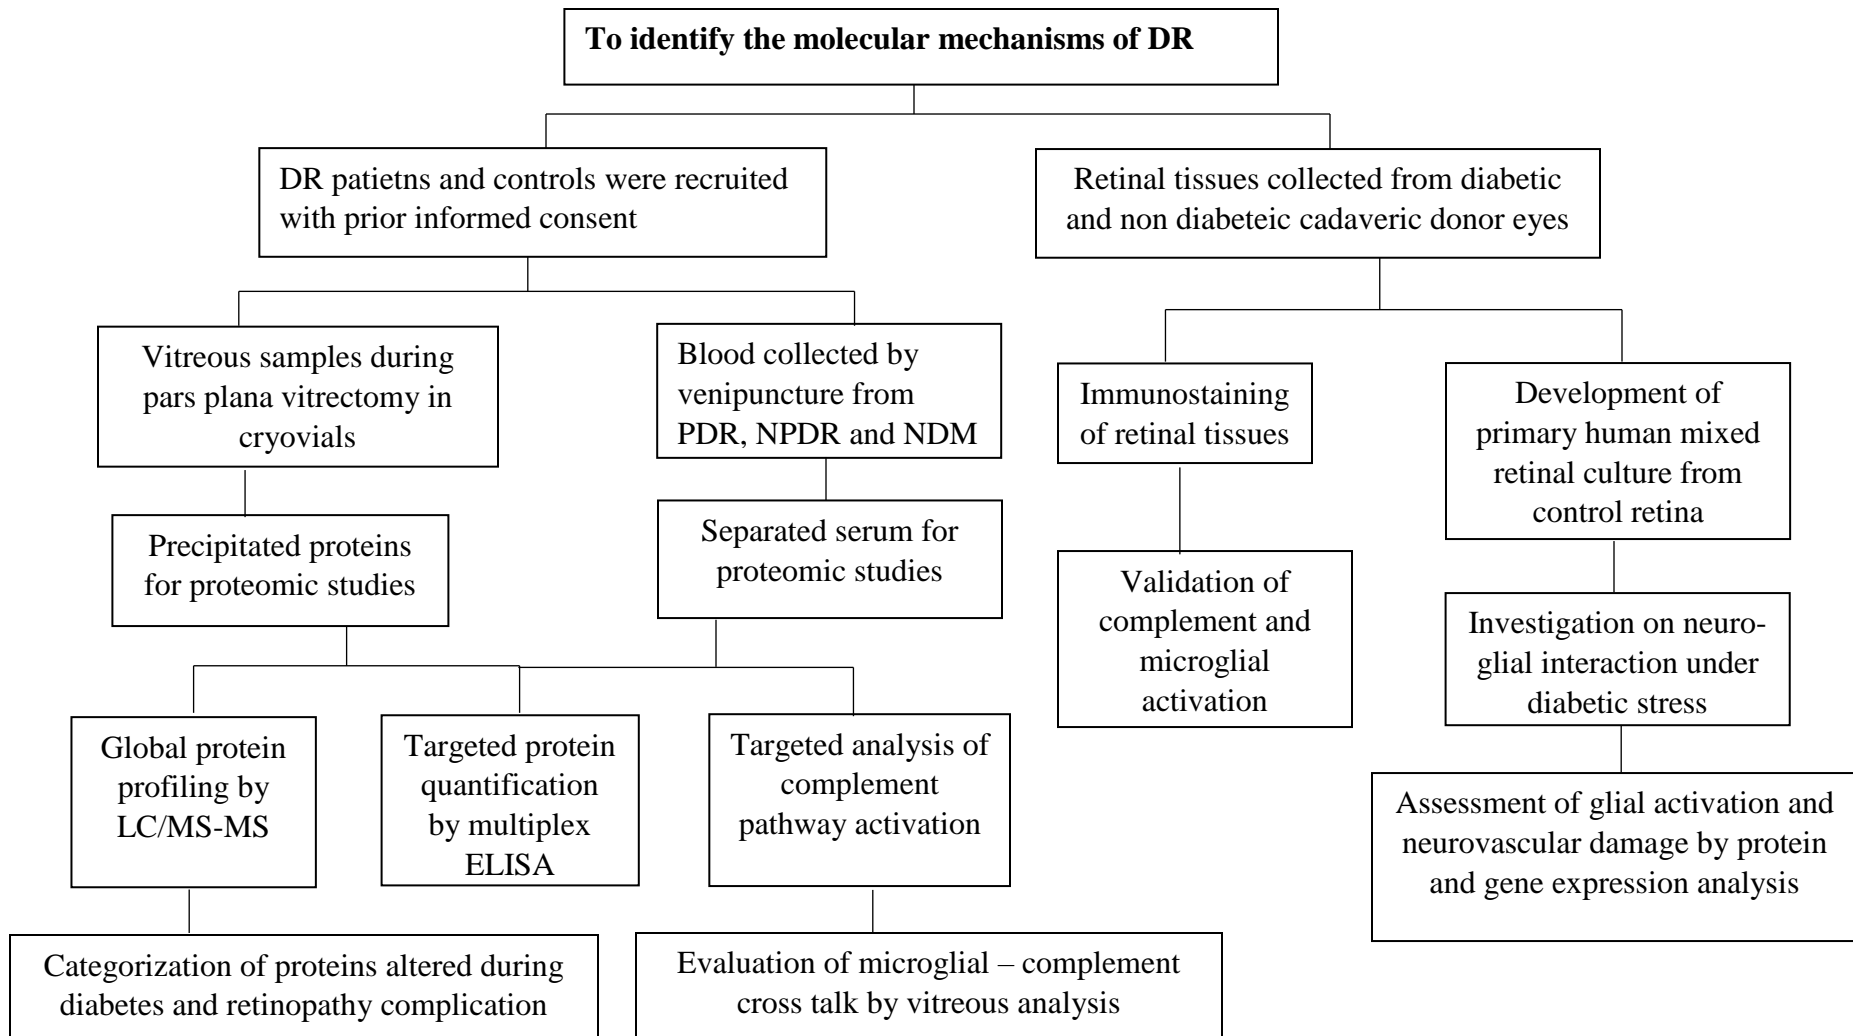 To identify the molecular mechanisms of DR
DR patietns and controls were recruited
with prior informed consent
Retinal tissues collected from diabetic
and non diabeteic cadaveric donor eyes
Vitreous samples during
pars plana vitrectomy in
cryovials
Blood collected by
venipuncture from
PDR, NPDR and NDM
Immunostaining
of retinal tissues
Development of
primary human mixed
retinal culture from
control retina
Precipitated proteins
for proteomic studies
Separated serum for
proteomic studies
Validation of
complement and
microglial
activation
Investigation on neuro-
glial interaction under
diabetic stress
Global protein
profiling by
LC/MS-MS
Targeted protein
quantification
by multiplex
ELISA
Targeted analysis of
complement
pathway activation
Assessment of glial activation and
neurovascular damage by protein
and gene expression analysis
Categorization of proteins altered during
diabetes and retinopathy complication
Evaluation of microglial – complement
cross talk by vitreous analysis